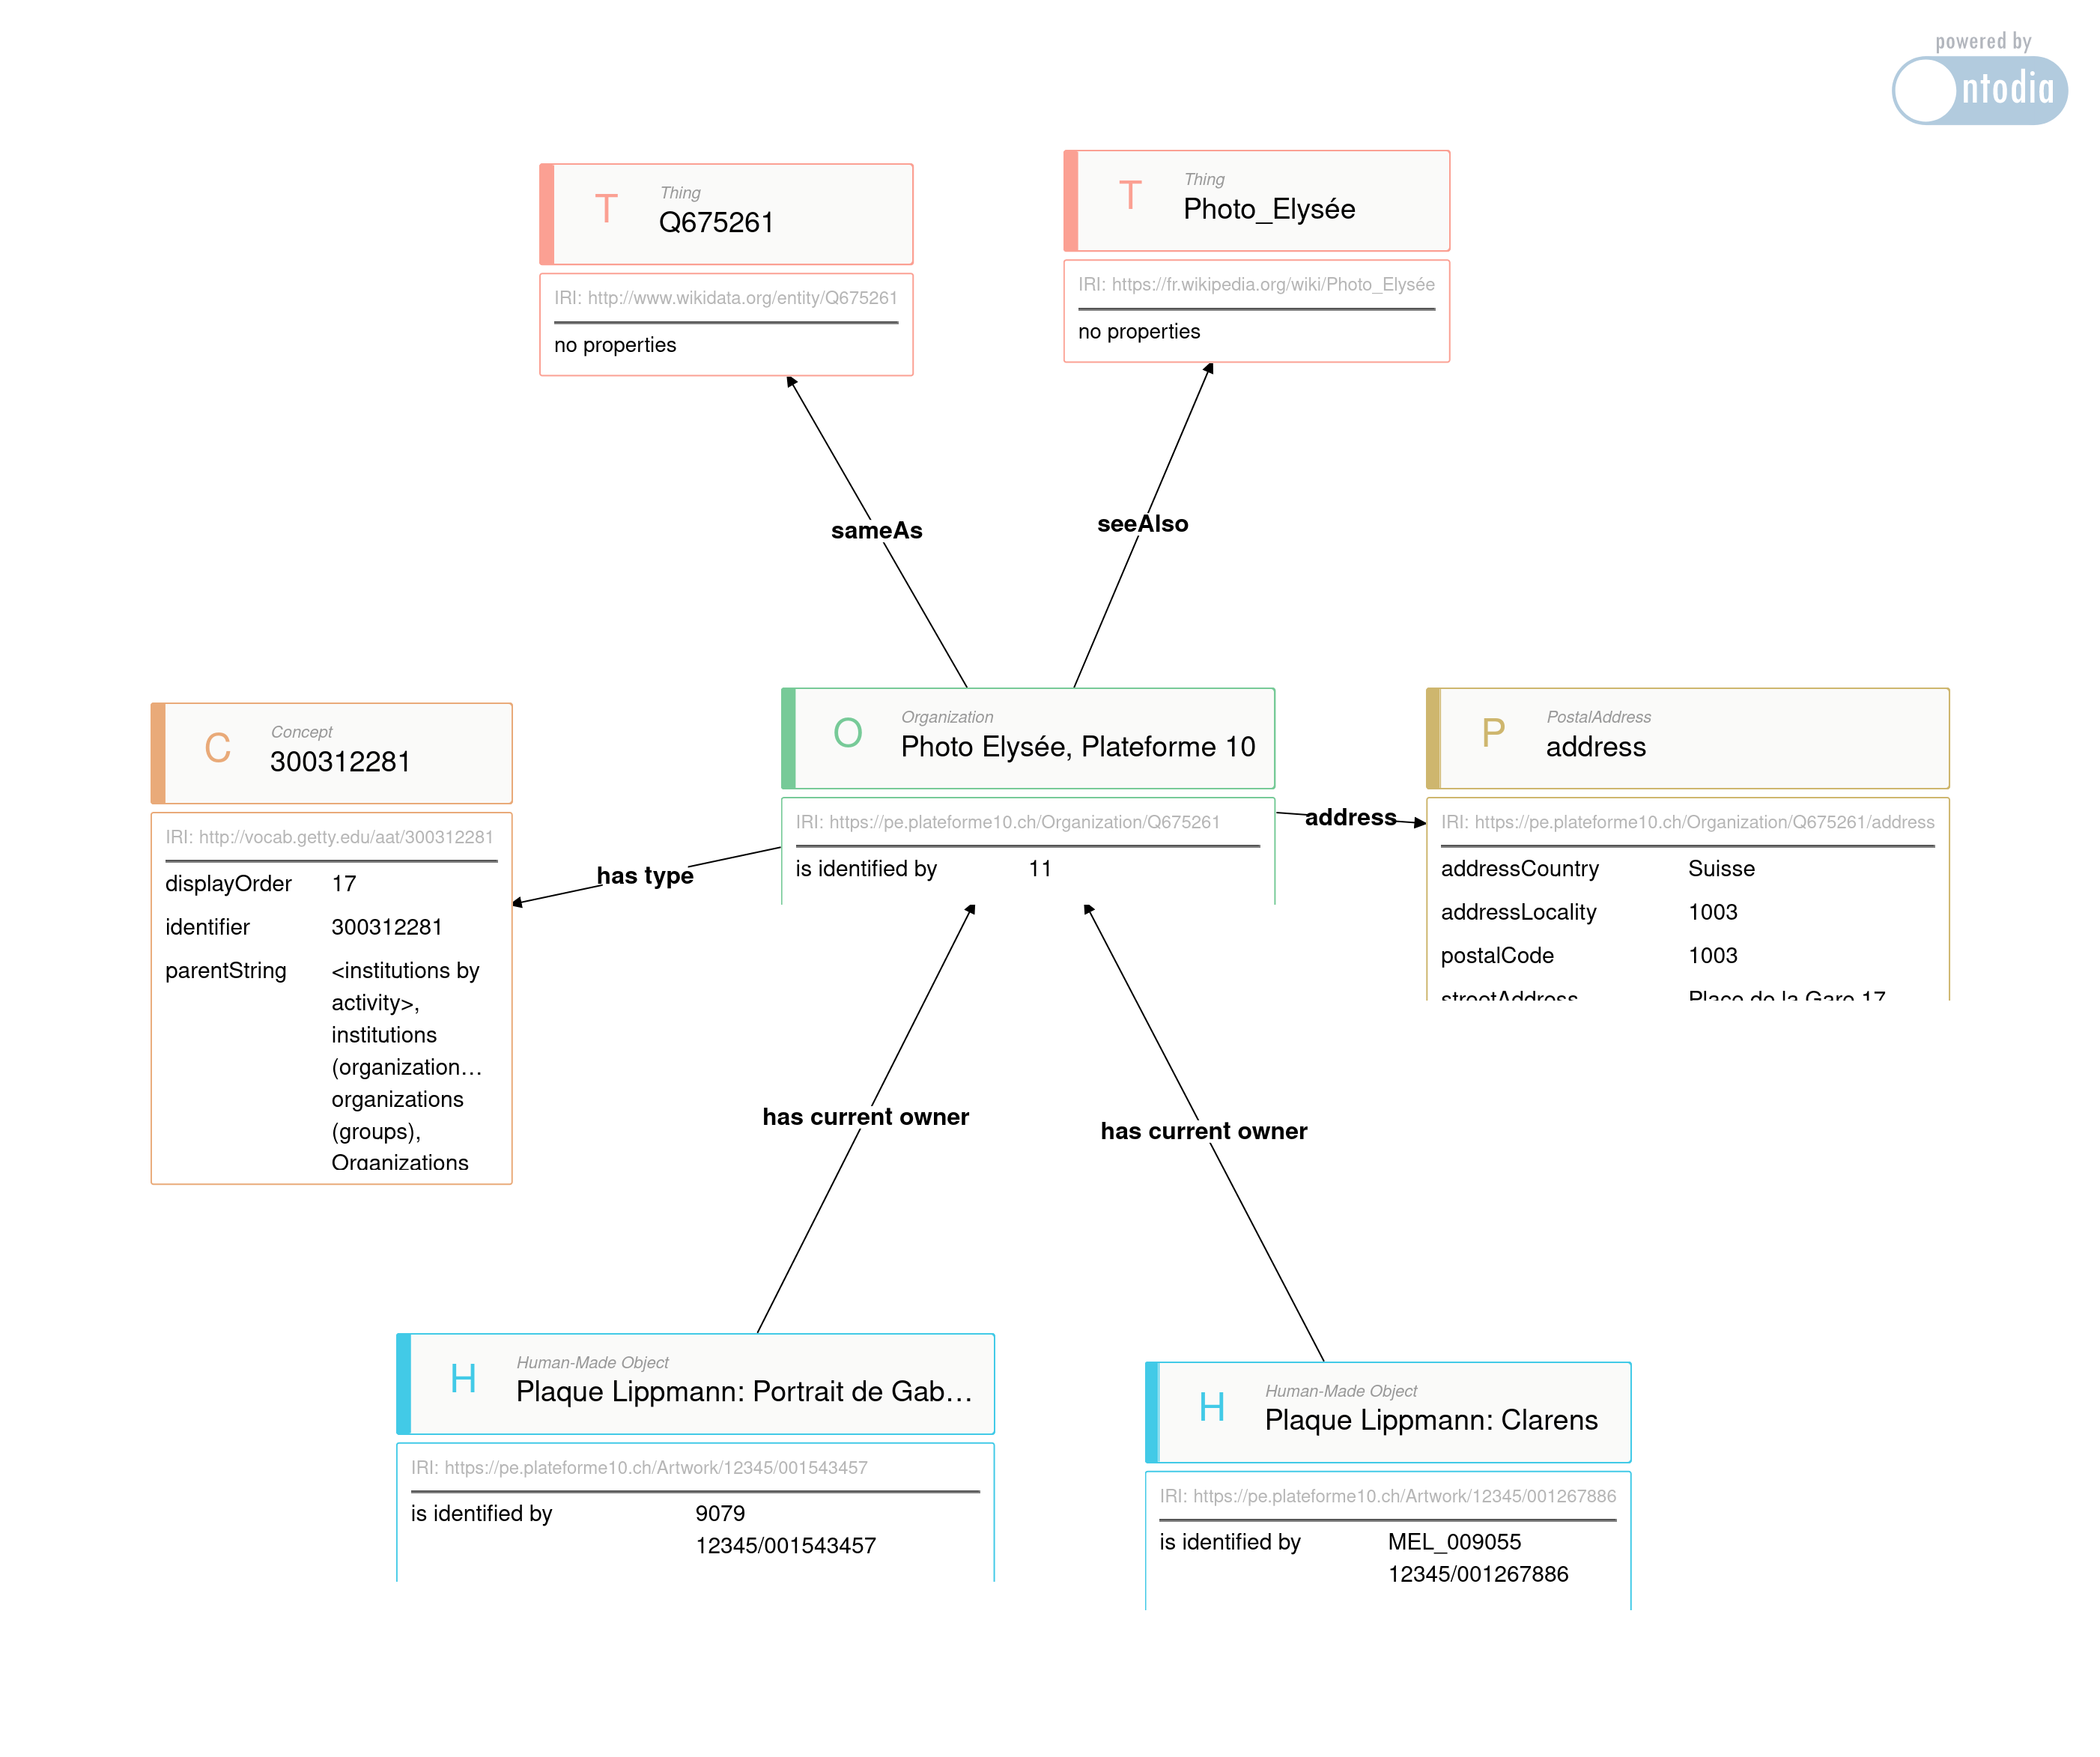 powered by
ntodia
T
Thing
Q675261
IRI: http://www.wikidata.org/entity/Q675261
no properties
T
Thing
Photo_Elysée
IRI: https://fr.wikipedia.org/wiki/Photo_Elysée
no properties
sameAs
seeAlso
C
Concept
300312281
IRI: http://vocab.getty.edu/aat/300312281
displayOrder 17
identifier 300312281
parentString <institutions by
activity>,
institutions
(organization…
organizations
(groups),
Organizations
has type
O
Organization
Photo Elysée, Plateforme 10
IRI: https://pe.plateforme10.ch/Organization/Q675261
is identified by 11
address
P
PostalAddress
address
IRI: https://pe.plateforme10.ch/Organization/Q675261/address
addressCountry Suisse
addressLocality 1003
postalCode 1003
streetAddress Place de la Gare 17
has current owner
has current owner
H
Human-Made Object
Plaque Lippmann: Portrait de Gab…
IRI: https://pe.plateforme10.ch/Artwork/12345/001543457
is identified by 9079
12345/001543457
H
Human-Made Object
Plaque Lippmann: Clarens
IRI: https://pe.plateforme10.ch/Artwork/12345/001267886
is identified by MEL_009055
12345/001267886